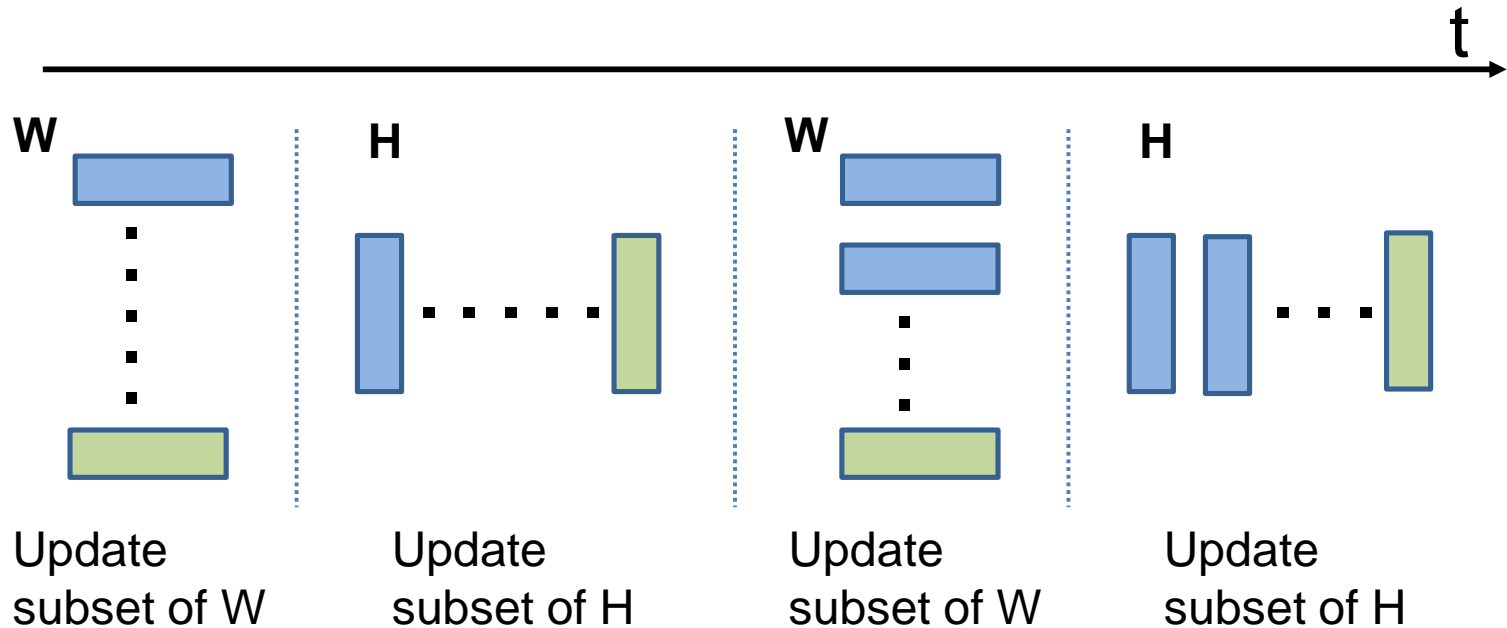 t
W
H
W
H
Update
subset of W
Update
subset of H
Update
subset of W
Update
subset of H